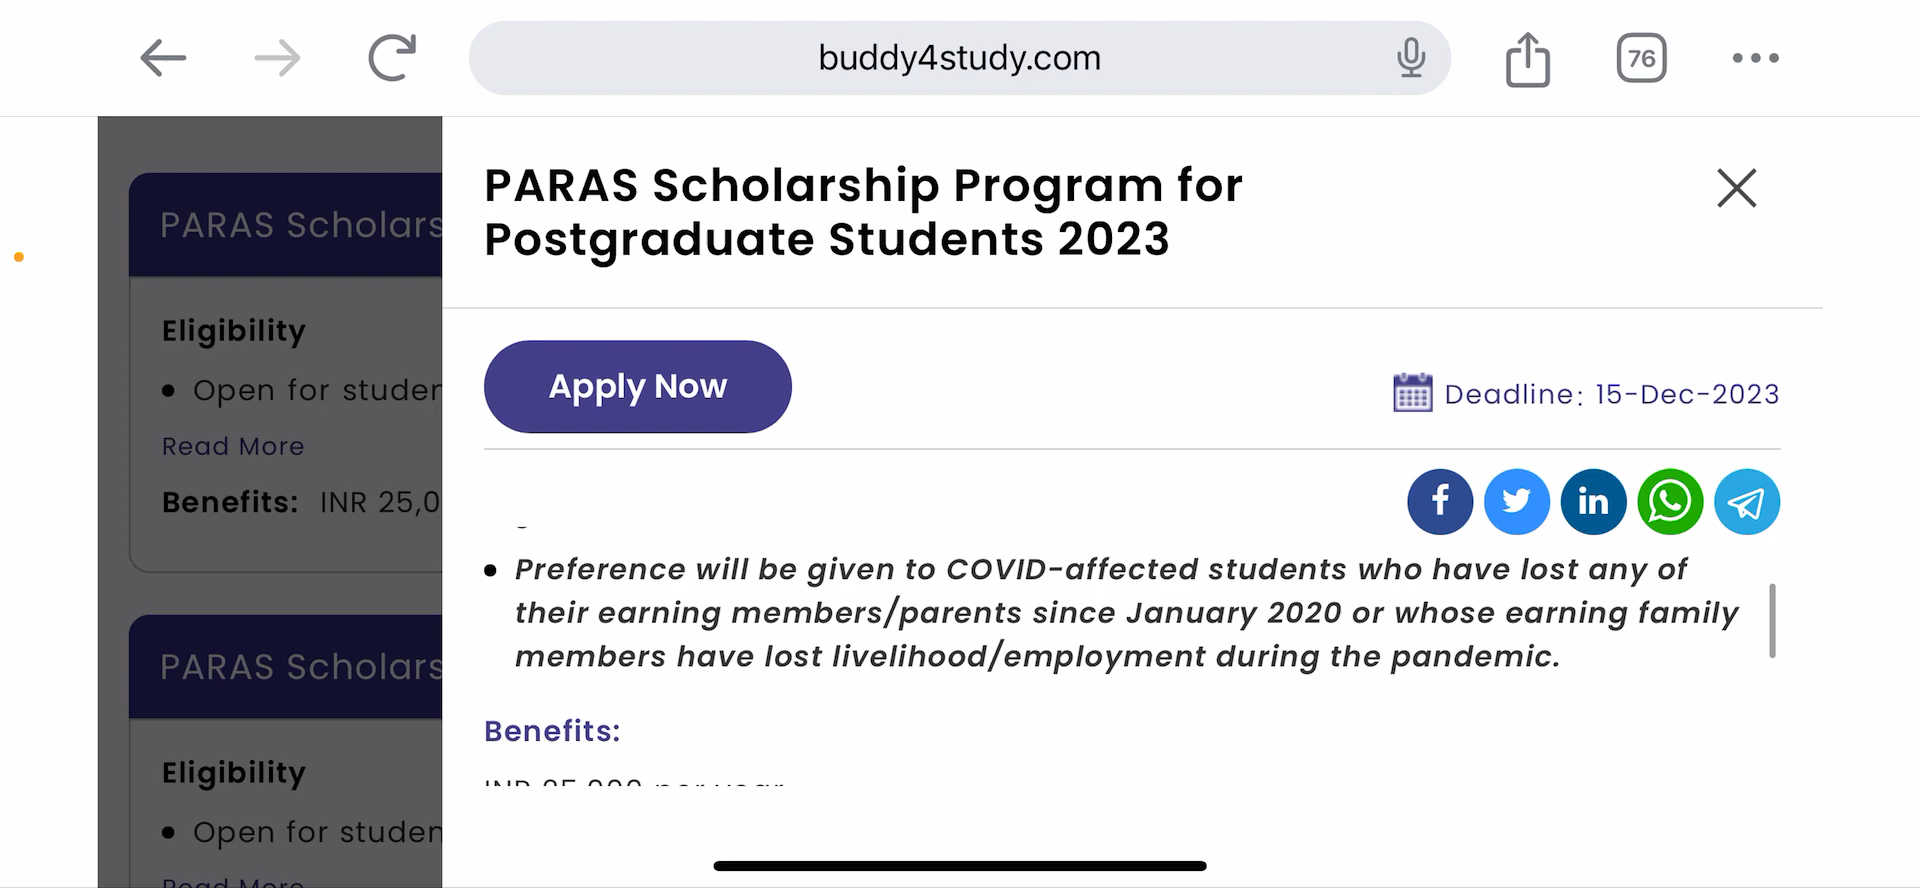 buddy4study.com
76
PARAS Scholars
Eligibility
• Open for studen
Read More
Benefits: INR 25,0
PARAS Scholars
Eligibility
• Open for studen
Read More
PARAS Scholarship Program for
Postgraduate Students 2023
Apply Now
Deadline: 15-Dec-2023
• Preference will be given to COVID-affected students who have lost any of
their earning members/parents since January 2020 or whose earning family
members have lost livelihood/employment during the pandemic.
Benefits: